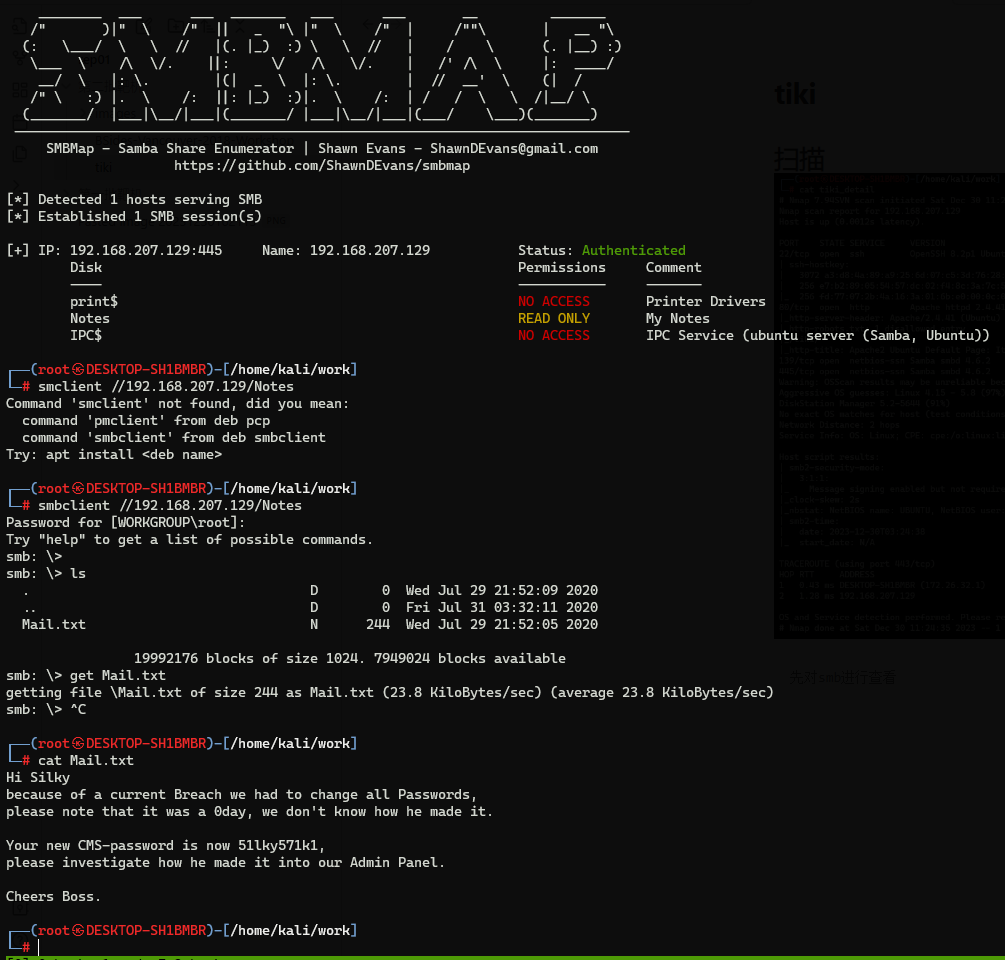 SMBMap - Samba Share Enumerator | Shawn Evans - ShawnDEvans@gmail.com
https://github.com/ShawnDEvans/smbmap
[*] Detected 1 hosts serving SMB
[*] Established 1 SMB session(s)
[+] IP: 192.168.207.129:445 Name: 192.168.207.129 Status: Authenticated
Disk Permissions Comment
---- ----------- -------
print$ NO ACCESS Printer Drivers
Notes READ ONLY My Notes
IPC$ NO ACCESS IPC Service (ubuntu server (Samba, Ubuntu))
┌──(root㉿DESKTOP-SH1BMBR)-[/home/kali/work]
└─# smclient //192.168.207.129/Notes
Command 'smclient' not found, did you mean:
command 'pmclient' from deb pcp
command 'smbclient' from deb smbclient
Try: apt install <deb name>
┌──(root㉿DESKTOP-SH1BMBR)-[/home/kali/work]
└─# smbclient //192.168.207.129/Notes
Password for [WORKGROUP\root]:
Try "help" to get a list of possible commands.
smb: \>
smb: \> ls
. D 0 Wed Jul 29 21:52:09 2020
.. D 0 Fri Jul 31 03:32:11 2020
Mail.txt N 244 Wed Jul 29 21:52:05 2020
19992176 blocks of size 1024. 7949024 blocks available
smb: \> get Mail.txt
getting file \Mail.txt of size 244 as Mail.txt (23.8 KiloBytes/sec) (average 23.8 KiloBytes/sec)
smb: \> ^C
┌──(root㉿DESKTOP-SH1BMBR)-[/home/kali/work]
└─# cat Mail.txt
Hi Silky
because of a current Breach we had to change all Passwords,
please note that it was a 0day, we don't know how he made it.
Your new CMS-password is now 51lky571k1,
please investigate how he made it into our Admin Panel.
Cheers Boss.
┌──(root㉿DESKTOP-SH1BMBR)-[/home/kali/work]
└─#
tiki
扫描
先对smb进行查看